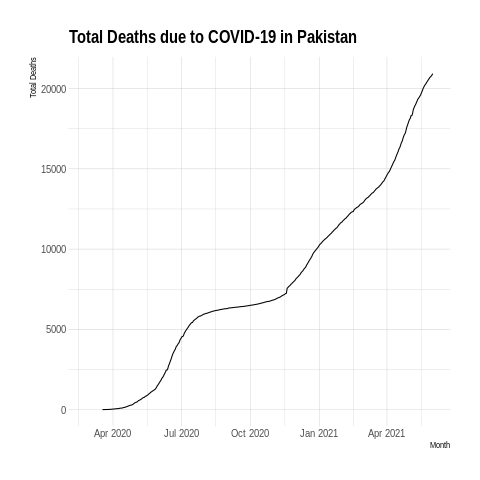 Total Deaths due to COVID-19 in Pakistan
Total Deaths
20000
15000
10000
5000
0
Apr 2020 Jul 2020 Oct 2020 Jan 2021 Apr 2021
Month